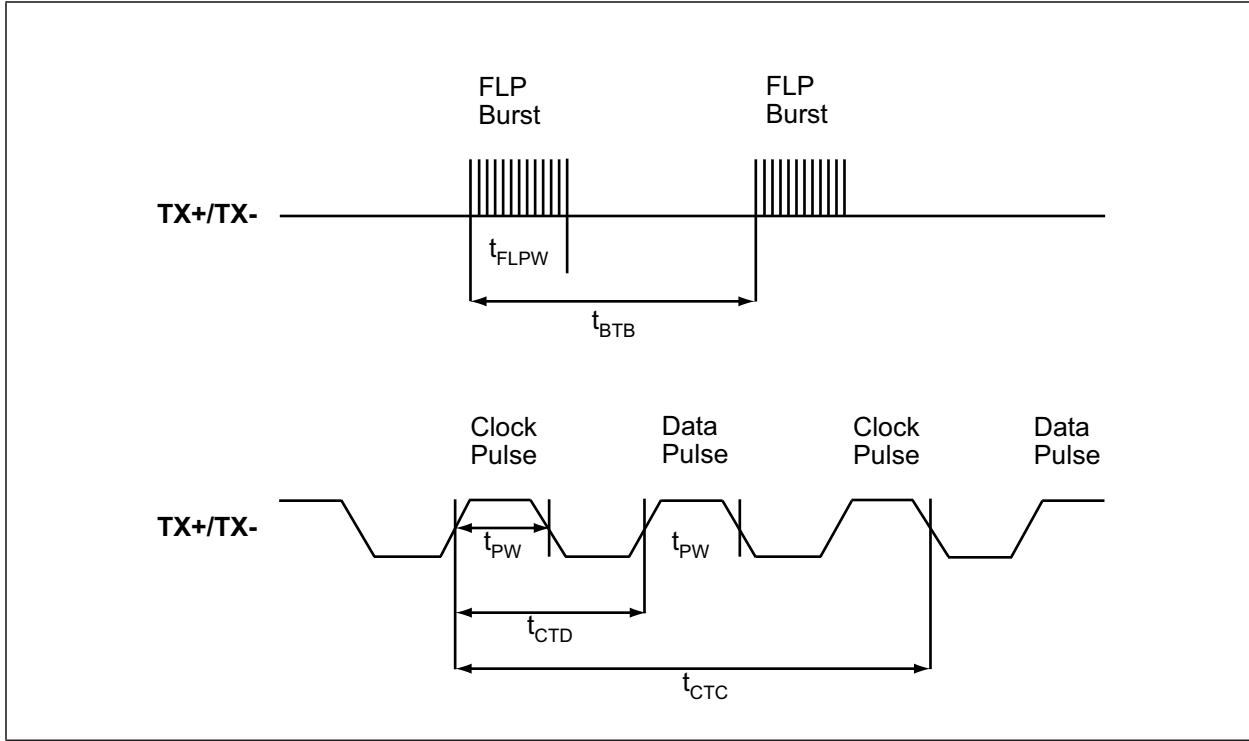 FLP
Burst
FLP
Burst
TX+/TX-
tFLPW
tBTB
Clock
Pulse
Data
Pulse
Clock
Pulse
Data
Pulse
TX+/TX-
tPW
tPW
tCTD
tCTC